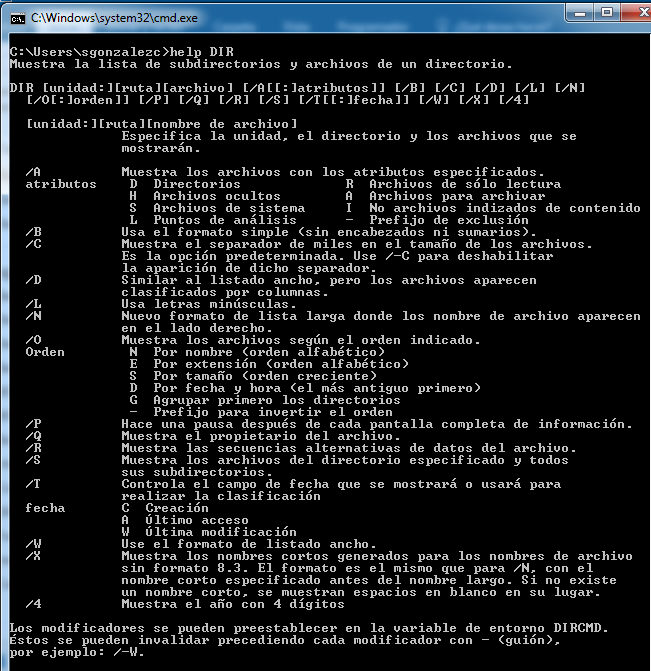 C:\Windows\system32\cmd.exe
C:\Users\sgonzalezc>help DIR
Muestra la lista de subdirectorios y archivos de un directorio.
DIR [unidad:][ruta][archivo] [/A[[:]atributos]] [/B] [/C] [/D] [/L] [/N]
[/O[:]orden]] [/P] [/Q] [/R] [/S] [/T[[:]fecha]] [/W] [/X] [/4]
[unidad:][ruta][nombre de archivo]
Especifica la unidad, el directorio y los archivos que se
mostrarán.
/A Muestra los archivos con los atributos especificados.
atributos D Directorios R Archivos de sólo lectura
H Archivos ocultos A Archivos para archivar
S Archivos de sistema I No archivos indizados de contenido
L Puntos de análisis - Prefijo de exclusión
/B Usa el formato simple (sin encabezados ni sumarios).
/C Muestra el separador de miles en el tamaño de los archivos.
Es la opción predeterminada. Use /-C para deshabilitar
la aparición de dicho separador.
/D Similar al listado ancho, pero los archivos aparecen
clasificados por columnas.
/L Usa letras minúsculas.
/N Nuevo formato de lista larga donde los nombre de archivo aparecen
en el lado derecho.
/O Muestra los archivos según el orden indicado.
Orden N Por nombre (orden alfabético)
E Por extensión (orden alfabético)
S Por tamaño (orden creciente)
D Por fecha y hora (el más antiguo primero)
G Agrupar primero los directorios
- Prefijo para invertir el orden
/P Hace una pausa después de cada pantalla completa de información.
/Q Muestra el propietario del archivo.
/R Muestra las secuencias alternativas de datos del archivo.
/S Muestra los archivos del directorio especificado y todos
sus subdirectorios.
/T Controla el campo de fecha que se mostrará o usará para
realizar la clasificación
fecha C Creación
A Último acceso
W Última modificación
/W Use el formato de listado ancho.
/X Muestra los nombres cortos generados para los nombres de archivo
sin formato 8.3. El formato es el mismo que para /N, con el
nombre corto especificado antes del nombre largo. Si no existe
un nombre corto, se muestran espacios en blanco en su lugar.
/4 Muestra el año con 4 dígitos
Los modificadores se pueden preestablecer en la variable de entorno DIRCMD.
Éstos se pueden invalidar precediendo cada modificador con - (guión),
por ejemplo: /-W.